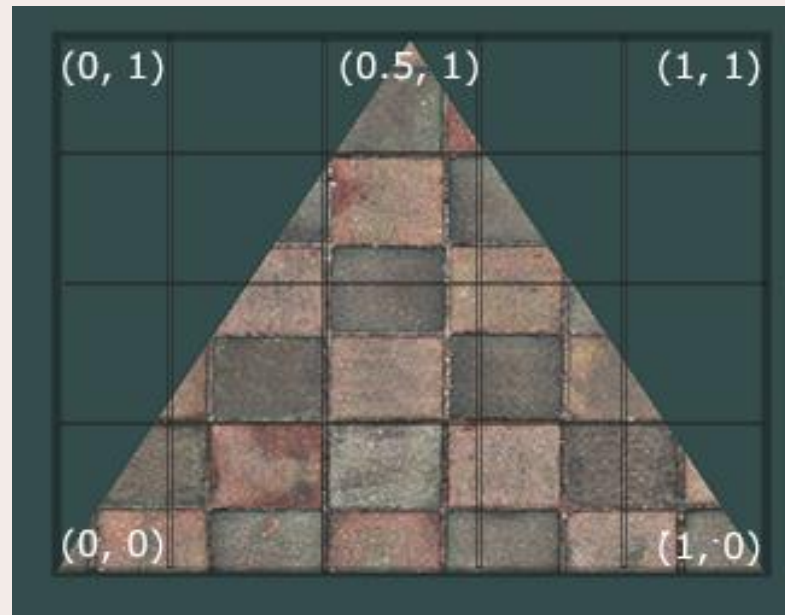 (0, 1) (0.5, 1) (1, 1)
(0, 0) (1, 0)